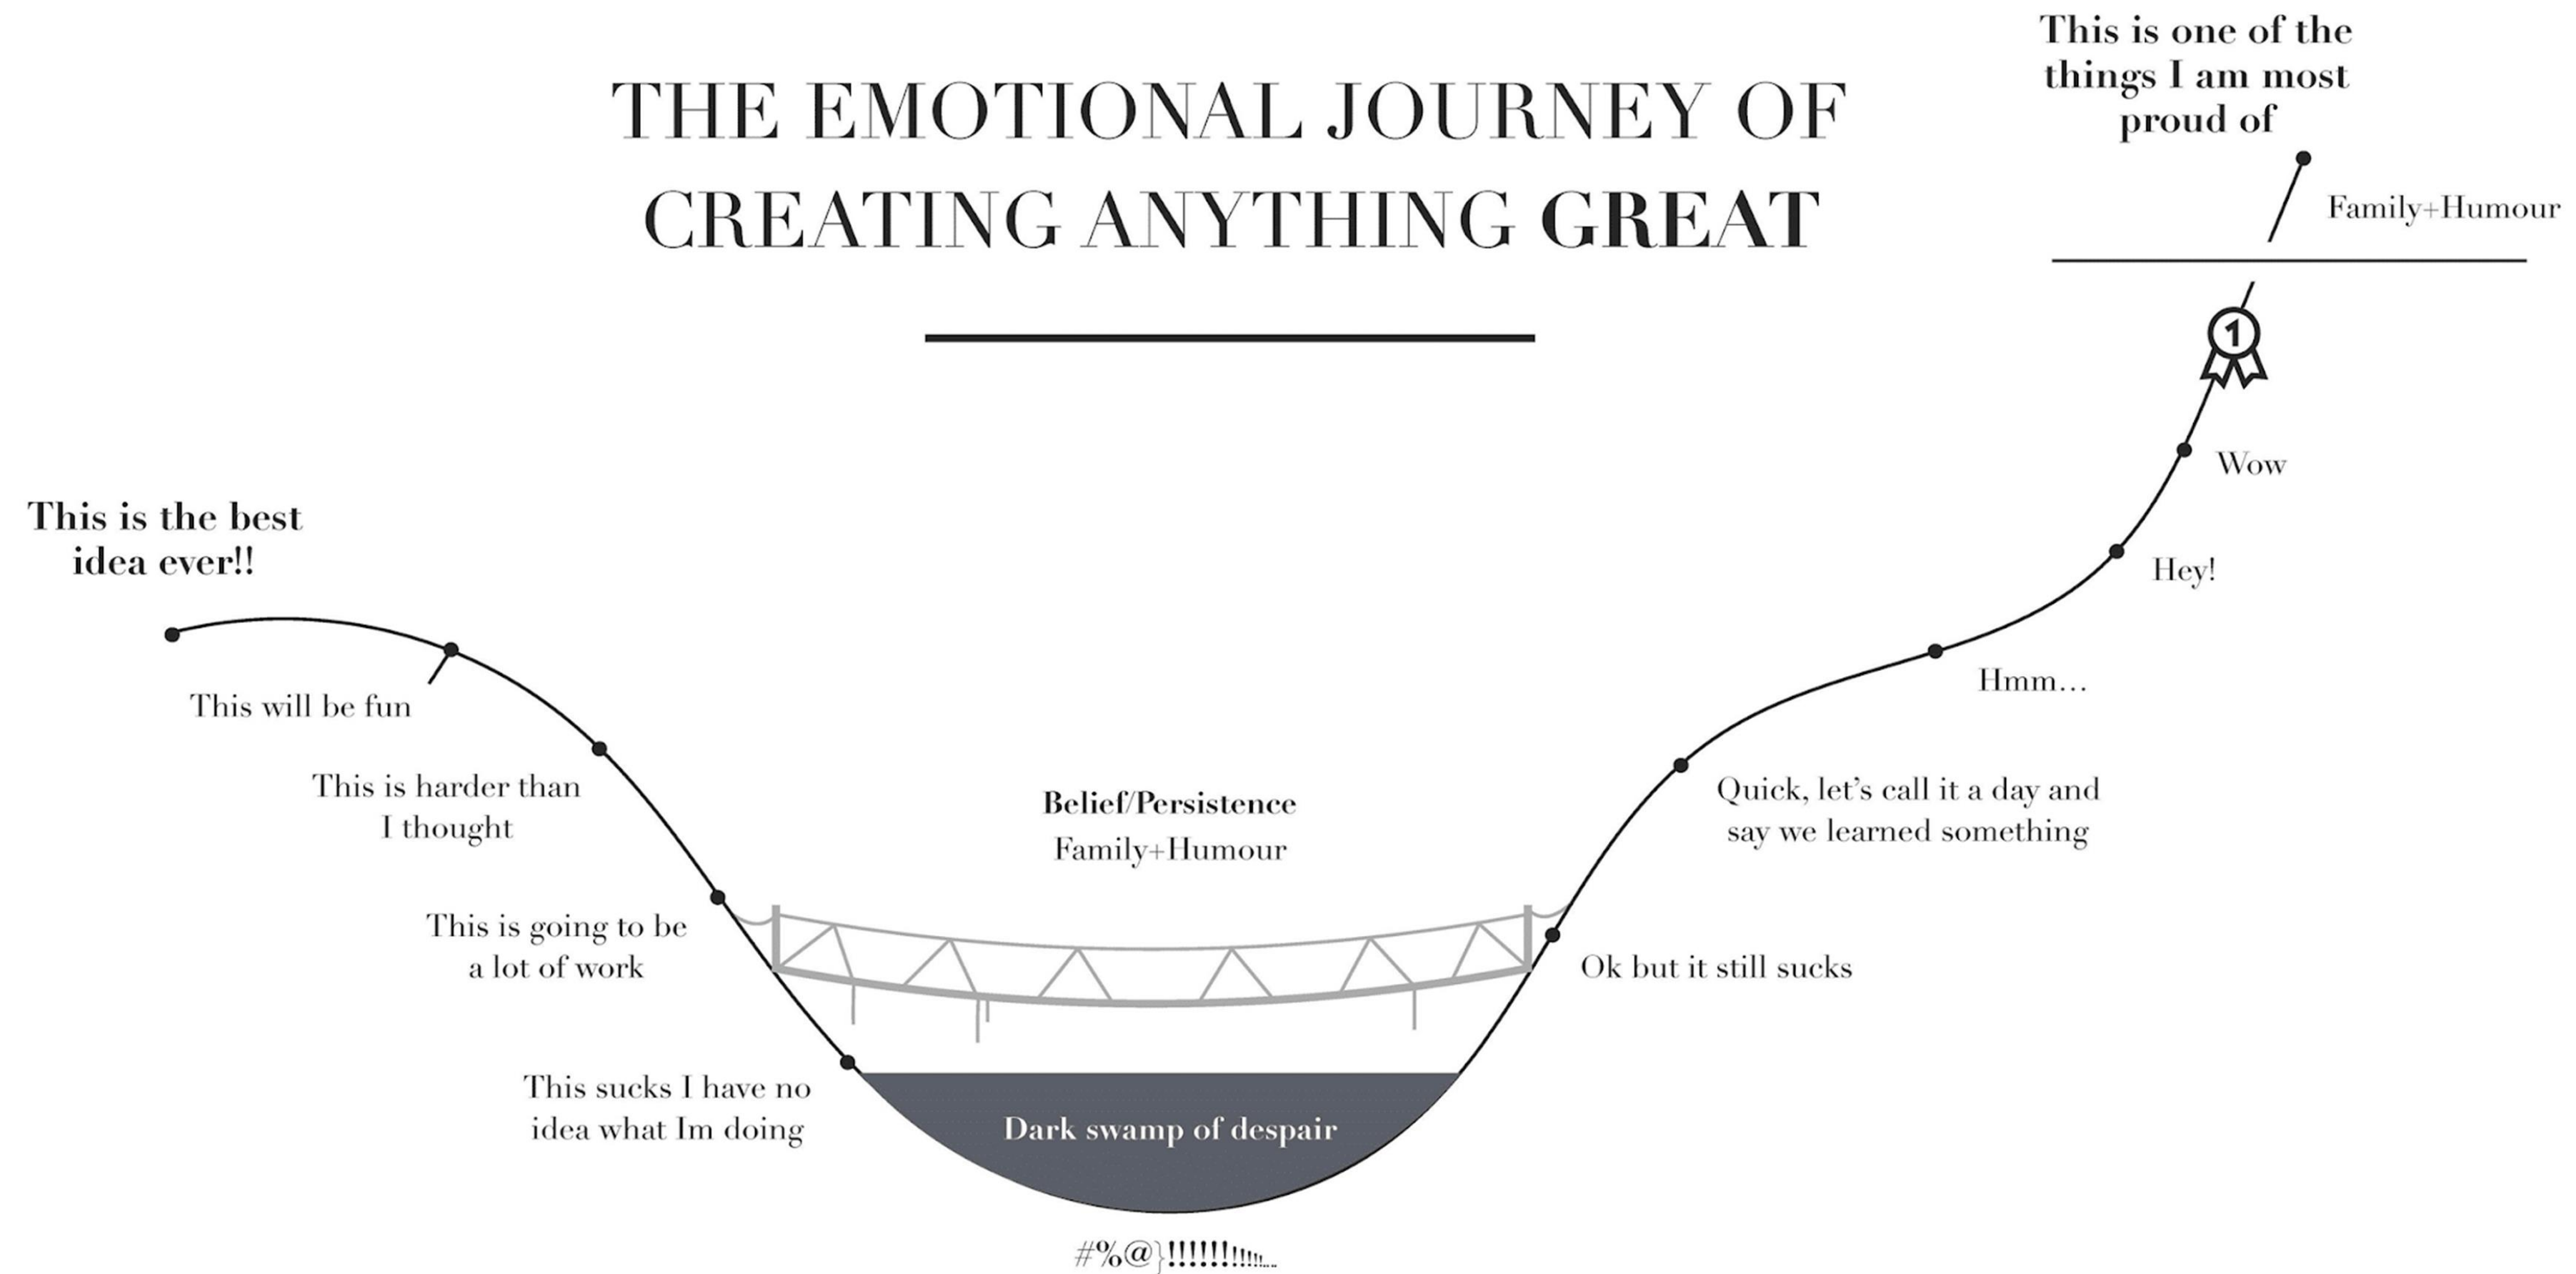 THE EMOTIONAL JOURNEY OF
CREATING ANYTHING GREAT
This is the best
idea ever!!
This will be fun
This is harder than
I thought
This is going to be
a lot of work
This sucks I have no
idea what Im doing
Belief/Persistence
Family+Humour
Dark swamp of despair
#%@}!!!!!!!!!!!!...
Ok but it still sucks
Quick, let’s call it a day and
say we learned something
Hmm...
Hey!
Wow
1
This is one of the
things I am most
proud of
Family+Humour